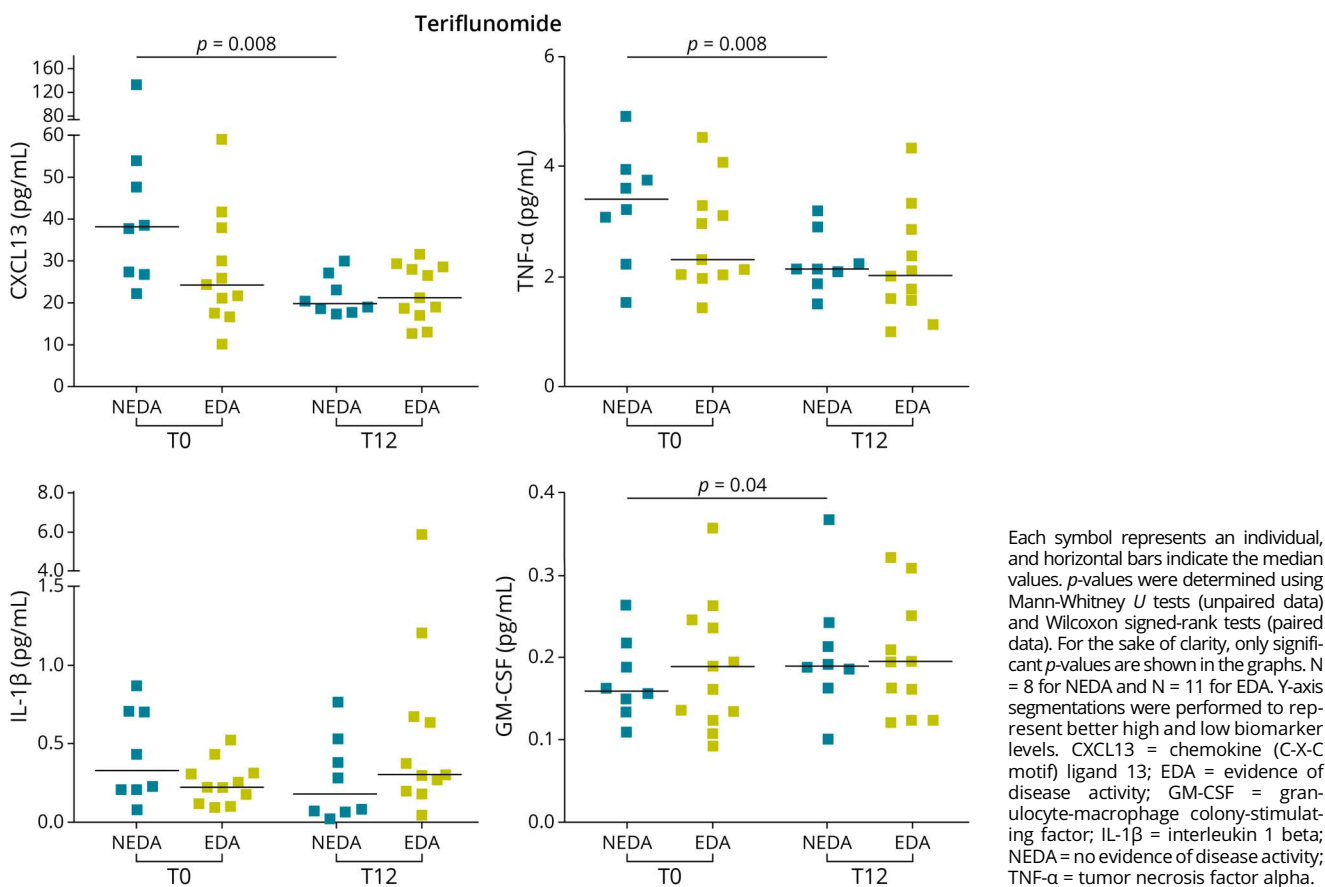 Teriflunomide
p = 0.008
160
120
80
60
50
40
30
20
10
0
CXCL13 (pg/mL)
NEDA EDA NEDA EDA
T0 T12
p = 0.008
6
4
2
0
TNF-α (pg/mL)
NEDA EDA NEDA EDA
T0 T12
8.0
6.0
4.0
1.5
1.0
0.5
0.0
IL-1β (pg/mL)
NEDA EDA NEDA EDA
T0 T12
p = 0.04
0.4
0.3
0.2
0.1
0.0
GM-CSF (pg/mL)
NEDA EDA NEDA EDA
T0 T12
Each symbol represents an individual,
and horizontal bars indicate the median
values. p-values were determined using
Mann-Whitney U tests (unpaired data)
and Wilcoxon signed-rank tests (paired
data). For the sake of clarity, only signifi-
cant p-values are shown in the graphs. N
= 8 for NEDA and N = 11 for EDA. Y-axis
segmentations were performed to rep-
resent better high and low biomarker
levels. CXCL13 = chemokine (C-X-C
motif) ligand 13; EDA = evidence of
disease activity; GM-CSF = gran-
ulocyte-macrophage colony-stimulat-
ing factor; IL-1β = interleukin 1 beta;
NEDA = no evidence of disease activity;
TNF-α = tumor necrosis factor alpha.